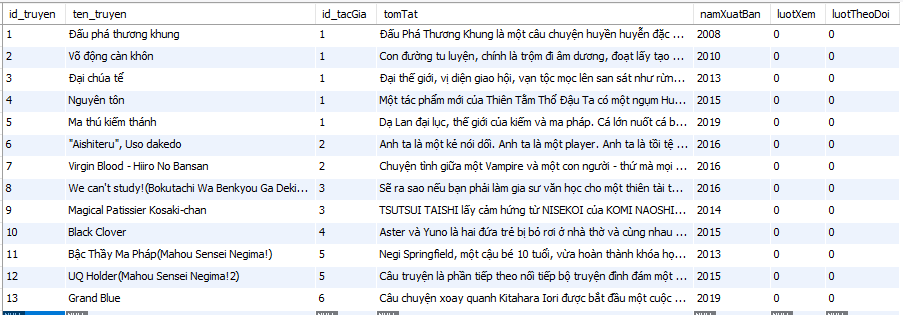 id_truyen ten_truyen id_tacGia tomTat namXuatBan luotXem luotTheoDoi
1 Đấu phá thương khung 1 Đấu Phá Thương Khung là một câu chuyện huyền huyễn đặc ... 2008 0 0
2 Võ động càn khôn 1 Con đường tu luyện, chính là trộm đi âm dương, đoạt lấy tạo ... 2010 0 0
3 Đại chúa tể 1 Đại thế giới, vị diện giao hội, vạn tộc mọc lên san sát như rừn... 2013 0 0
4 Nguyên tôn 1 Một tác phẩm mới của Thiên Tằm Thổ Đậu Ta có một ngụm Hu... 2015 0 0
5 Ma thú kiếm thánh 1 Dạ Lan đại lục, thế giới của kiếm và ma pháp. Cá lớn nuốt cá b... 2019 0 0
6 "Aishiteru", Uso dakedo 2 Anh ta là một kẻ nói dối. Anh ta là một player. Anh ta là tồi tệ ... 2016 0 0
7 Virgin Blood - Hiiro No Bansan 2 Chuyện tình giữa một Vampire và một con người - thứ mà mọi ... 2016 0 0
8 We can't study!(Bokutachi Wa Benkyou Ga Deki... 3 Sẽ ra sao nếu bạn phải làm gia sư văn học cho một thiên tài t... 2016 0 0
9 Magical Patissier Kosaki-chan 3 TSUTSUI TAISHI lấy cảm hứng từ NISEKOI của KOMI NAOSHI... 2014 0 0
10 Black Clover 4 Aster và Yuno là hai đứa trẻ bị bỏ rơi ở nhà thờ và cùng nhau ... 2015 0 0
11 Bậc Thầy Ma Pháp(Mahou Sensei Negima!) 5 Negi Springfield, một cậu bé 10 tuổi, vừa hoàn thành khóa họ... 2013 0 0
12 UQ Holder(Mahou Sensei Negima!2) 5 Câu truyện là phần tiếp theo nối tiếp bộ truyện đình đám một ... 2015 0 0
13 Grand Blue 6 Câu chuyện xoay quanh Kitahara Iori được bắt đầu một cuộc ... 2019 0 0
NULL NULL NULL NULL NULL NULL NULL